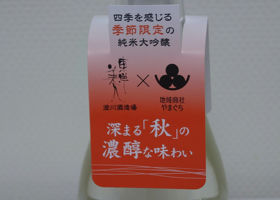 四季を感じる
季節限定の
純米大吟醸
×
澄川酒造場
地域商社
やまぐち
深まる「秋」の
濃醇な味わい